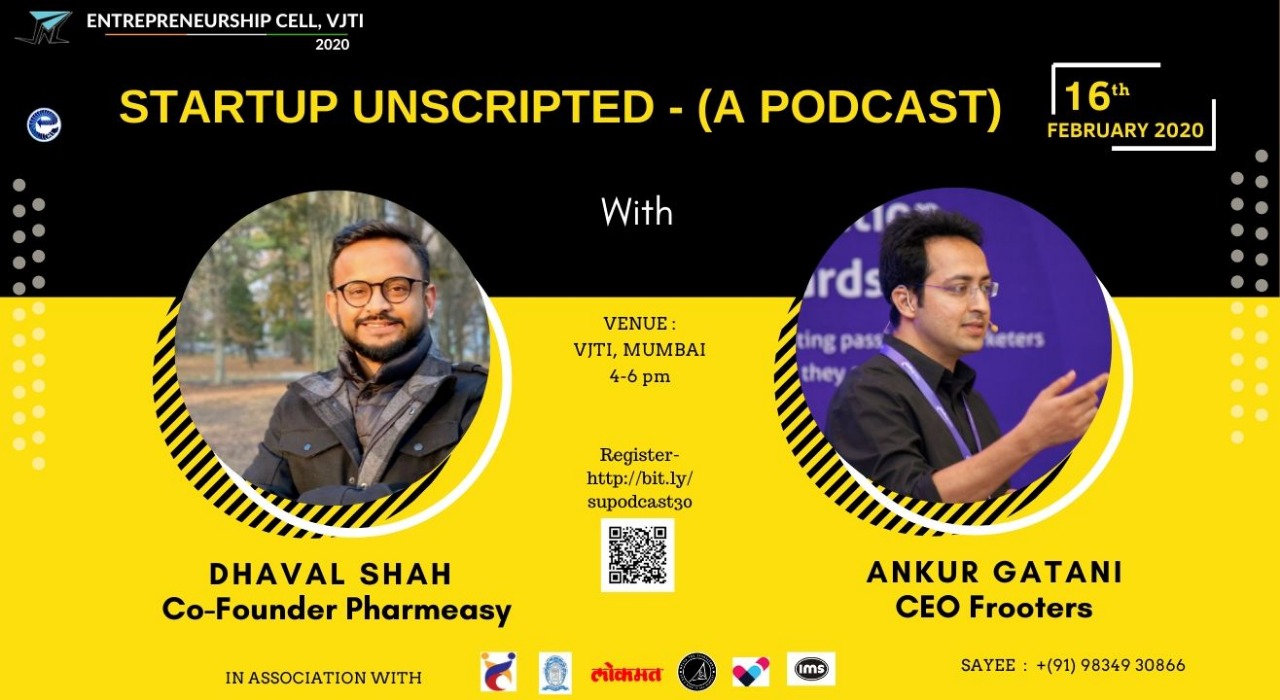 ENTREPRENEURSHIP CELL, VJTI
2020
STARTUP UNSCRIPTED - (A PODCAST)
16th
FEBRUARY 2020
With
VENUE :
VJTI, MUMBAI
4-6 pm
Register-
http://bit.ly/
supodcast30
DHAVAL SHAH
Co-Founder Pharmeasy
ANKUR GATANI
CEO Frooters
IN ASSOCIATION WITH
लोकमत
ims
SAYEE : +(91) 98349 30866